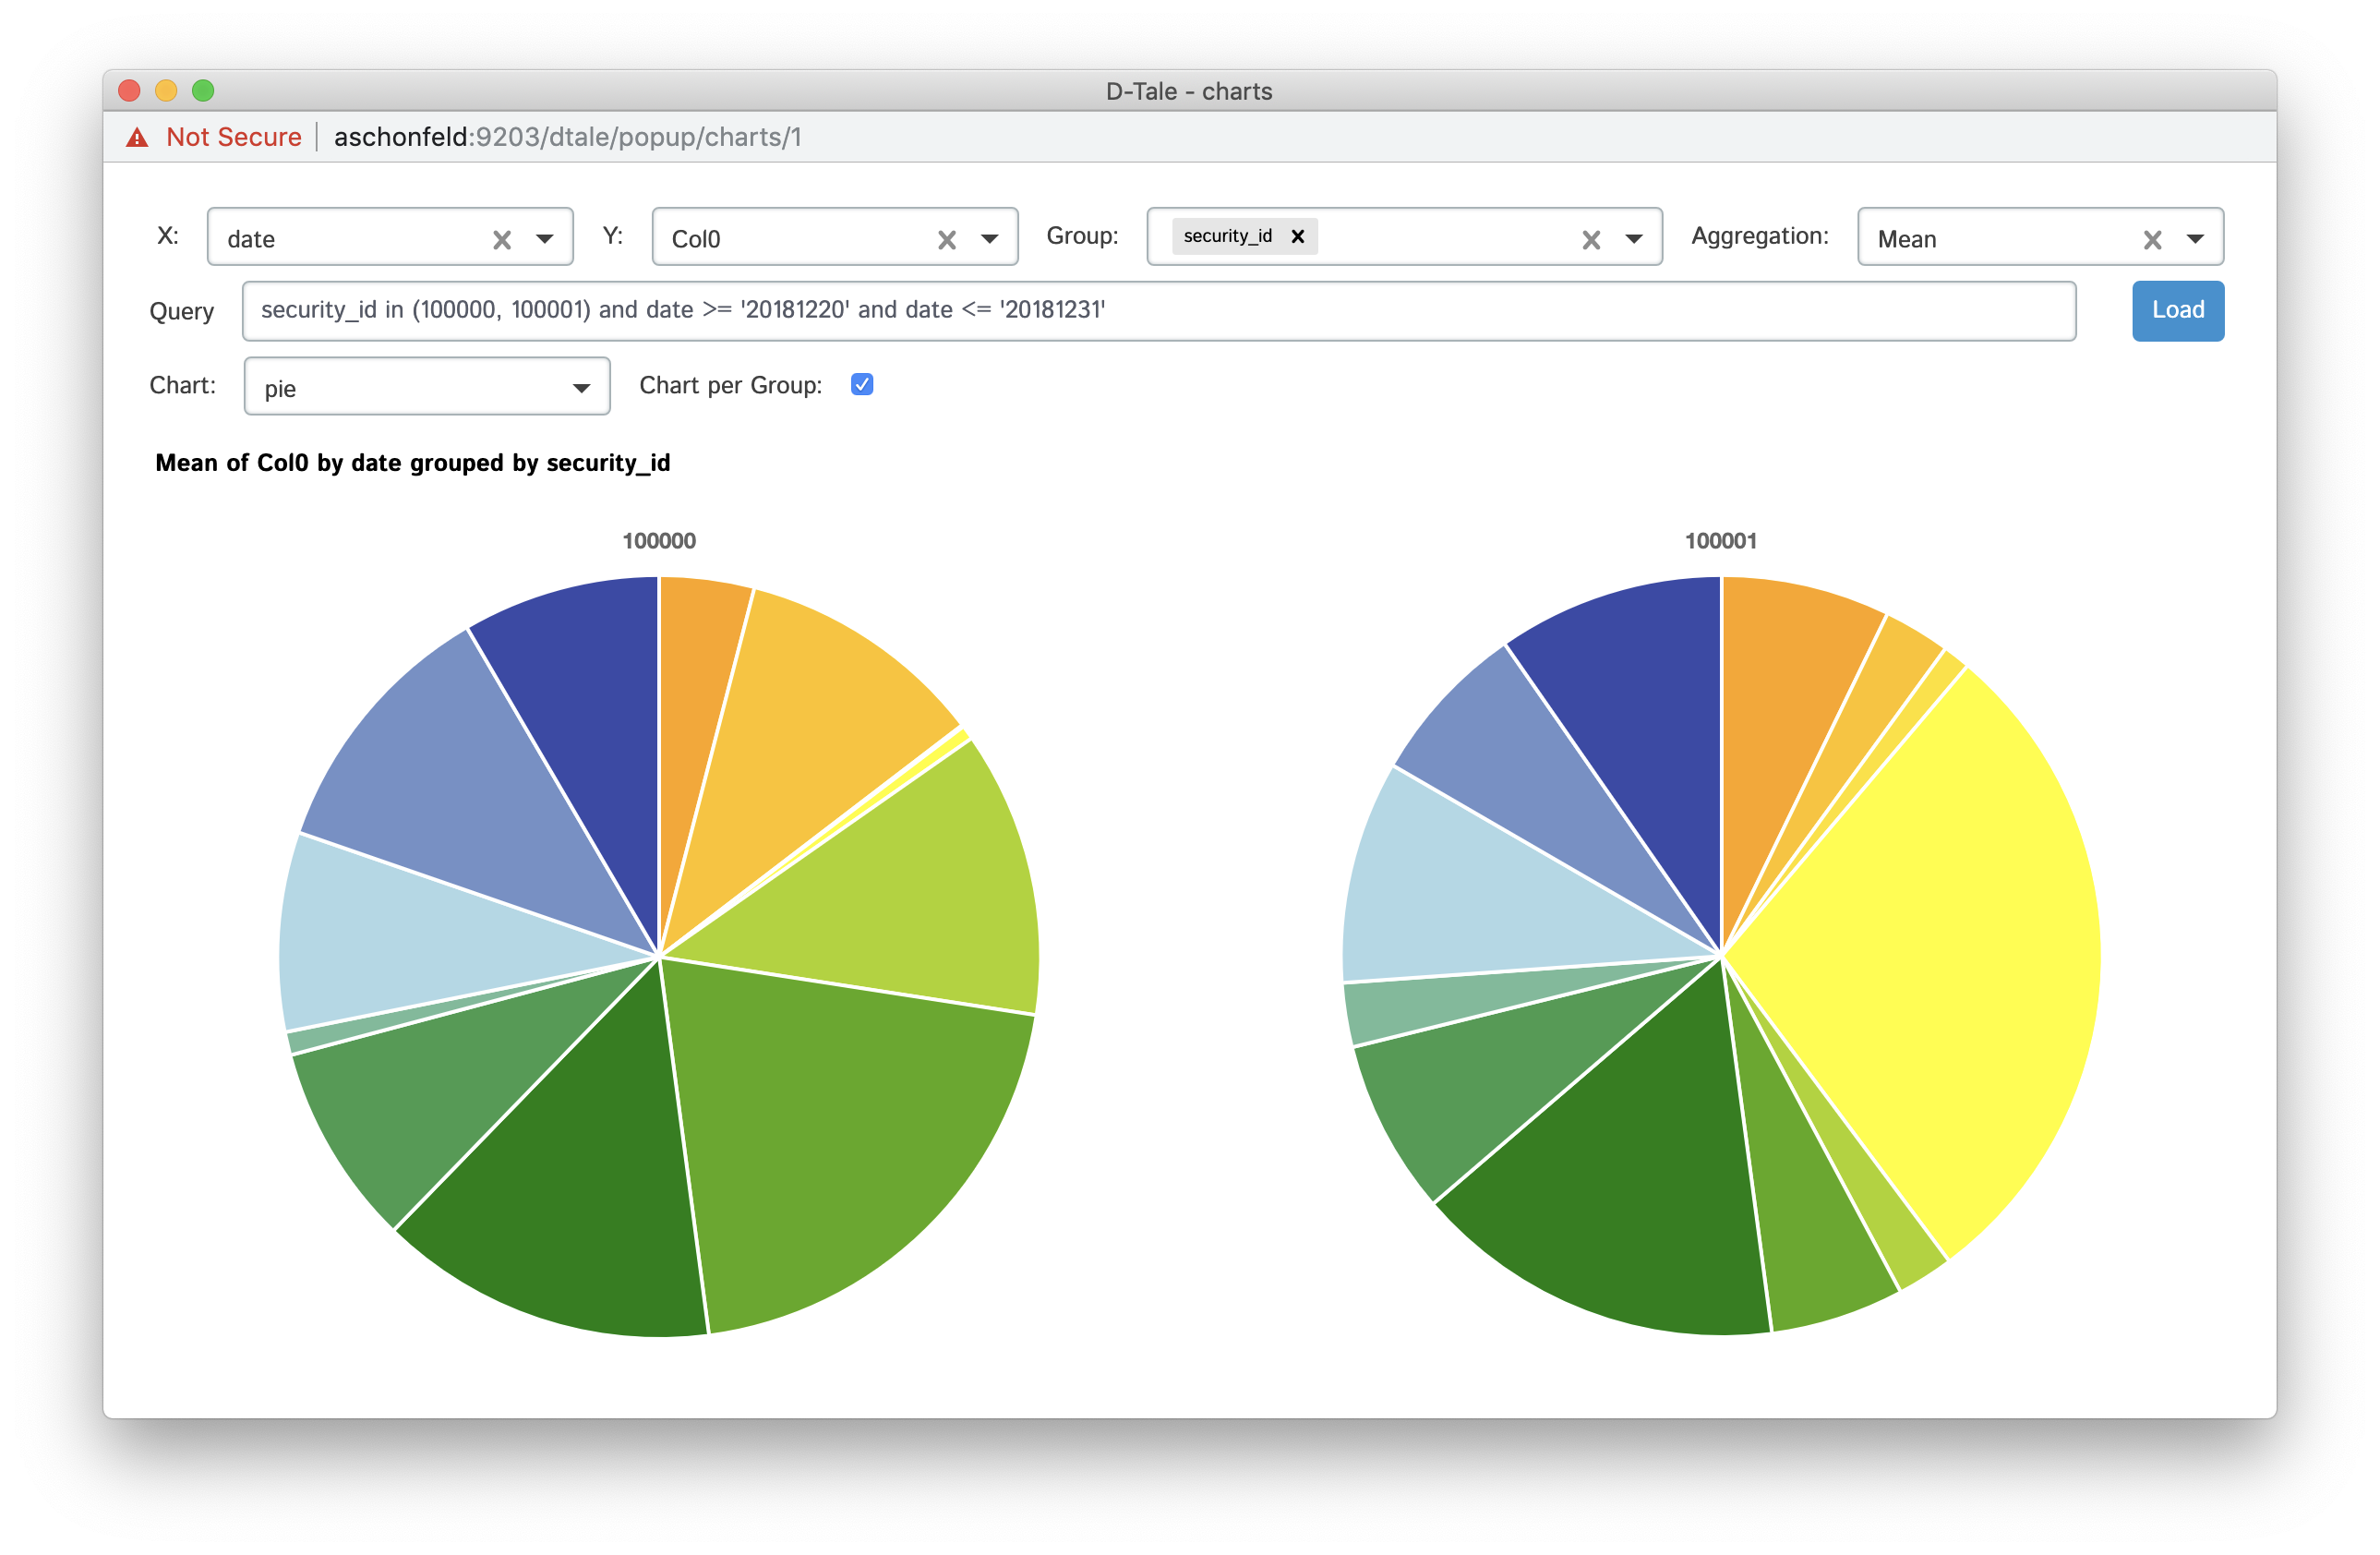 D-Tale - charts
Not Secure aschonfeld:9203/dtale/popup/charts/1
X: date Y: Col0 Group: security_id Aggregation: Mean
Query security_id in (100000, 100001) and date >= '20181220' and date <= '20181231' Load
Chart: pie Chart per Group:
Mean of Col0 by date grouped by security_id
100000 100001